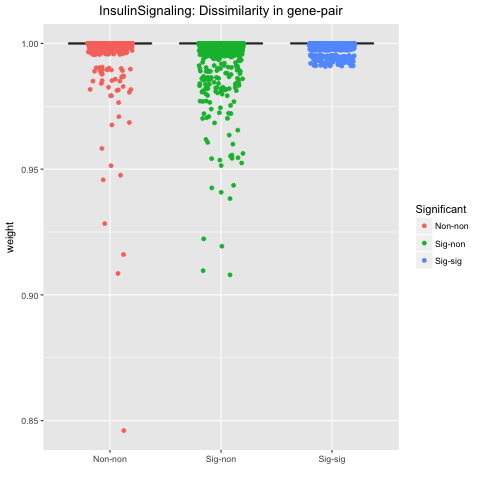 InsulinSignaling: Dissimilarity in gene-pair
1.00
0.95
0.90
0.85
weight
Non-non
Sig-non
Sig-sig
Significant
Non-non
Sig-non
Sig-sig